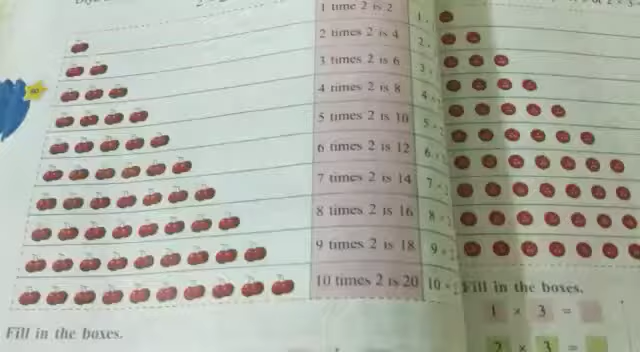 1 time 2 is 2
2 times 2 is 4
3 times 2 is 6
4 times 2 is 8
5 times 2 is 10
6 times 2 is 12
7 times 2 is 14
8 times 2 is 16
9 times 2 is 18
10 times 2 is 20
Fill in the boxes.
Fill in the boxes.
1 × 3 =
2 × 3 =